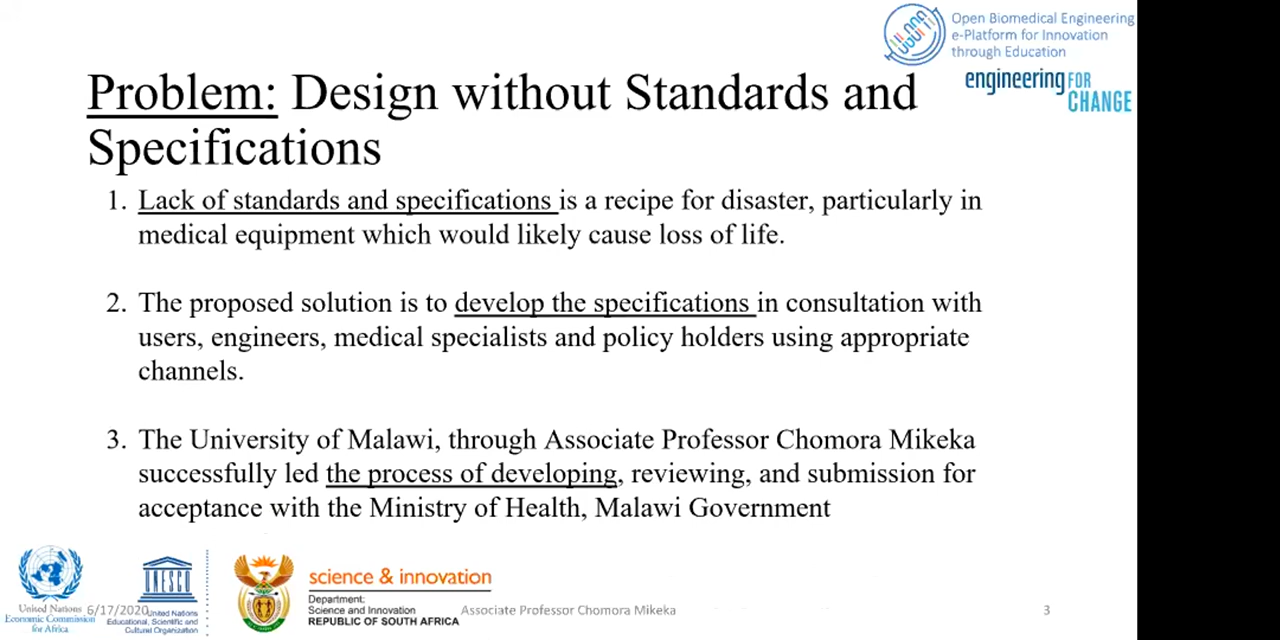 Open Biomedical Engineering
e-Platform for Innovation
through Education
engineering FOR
CHANGE
Problem: Design without Standards and
Specifications
1. Lack of standards and specifications is a recipe for disaster, particularly in
medical equipment which would likely cause loss of life.
2. The proposed solution is to develop the specifications in consultation with
users, engineers, medical specialists and policy holders using appropriate
channels.
3. The University of Malawi, through Associate Professor Chomora Mikeka
successfully led the process of developing, reviewing, and submission for
acceptance with the Ministry of Health, Malawi Government
United Nations
Economic Commission
for Africa
6/17/2020
UNESCO
United Nations
Educational, Scientific and
Cultural Organization
science & innovation
Department:
Science and Innovation
REPUBLIC OF SOUTH AFRICA
Associate Professor Chomora Mikeka
3